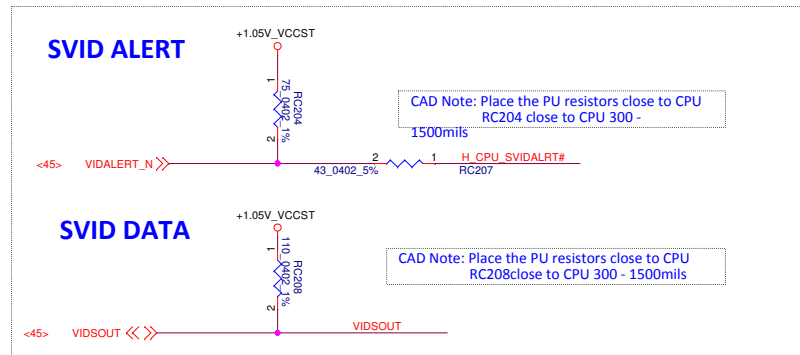 SVID ALERT
+1.05V_VCCST
1
75_0402_1%
RC204
2
CAD Note: Place the PU resistors close to CPU
RC204 close to CPU 300 -
1500mils
<45> VIDALERT_N
2
1
H_CPU_SVIDALRT#
43_0402_5%
RC207
SVID DATA
+1.05V_VCCST
1
110_0402_1%
RC208
2
CAD Note: Place the PU resistors close to CPU
RC208close to CPU 300 - 1500mils
<45> VIDSOUT
VIDSOUT